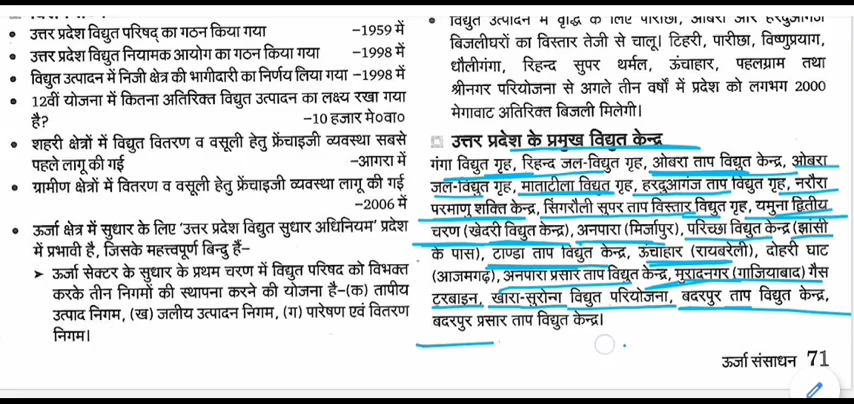 उत्तर प्रदेश विद्युत परिषद् का गठन किया गया –1959 में
उत्तर प्रदेश विद्युत नियामक आयोग का गठन किया गया –1998 में
विद्युत उत्पादन में निजी क्षेत्र की भागीदारी का निर्णय लिया गया –1998 में
12वीं योजना में कितना अतिरिक्त विद्युत उत्पादन का लक्ष्य रखा गया
है? –10 हजार मे०वा०
शहरी क्षेत्रों में विद्युत वितरण व वसूली हेतु फ्रेंचाइजी व्यवस्था सबसे
पहले लागू की गई –आगरा में
ग्रामीण क्षेत्रों में वितरण व वसूली हेतु फ्रेंचाइजी व्यवस्था लागू की गई
–2006 में
ऊर्जा क्षेत्र में सुधार के लिए 'उत्तर प्रदेश विद्युत सुधार अधिनियम' प्रदेश
में प्रभावी है, जिसके महत्त्वपूर्ण बिन्दु हैं–
➤ ऊर्जा सेक्टर के सुधार के प्रथम चरण में विद्युत परिषद को विभक्त
करके तीन निगमों की स्थापना करने की योजना है–(क) तापीय
उत्पाद निगम, (ख) जलीय उत्पादन निगम, (ग) पारेषण एवं वितरण
निगम।
विद्युत उत्पादन में वृद्धि के लिए पारीछा, ओबरा और हरदुआगंज
बिजलीघरों का विस्तार तेजी से चालू। टिहरी, पारीछा, विष्णुप्रयाग,
धौलीगंगा, रिहन्द सुपर थर्मल, ऊंचाहार, पहलग्राम तथा
श्रीनगर परियोजना से अगले तीन वर्षों में प्रदेश को लगभग 2000
मेगावाट अतिरिक्त बिजली मिलेगी।
उत्तर प्रदेश के प्रमुख विद्युत केन्द्र
गंगा विद्युत गृह, रिहन्द जल-विद्युत गृह, ओबरा ताप विद्युत केन्द्र, ओबरा
जल-विद्युत गृह, माताटीला विद्युत गृह, हरदुआगंज ताप विद्युत गृह, नरौरा
परमाणु शक्ति केन्द्र, सिंगरौली सुपर ताप विस्तार विद्युत गृह, यमुना द्वितीय
चरण (खेदरी विद्युत केन्द्र), अनपारा (मिर्जापुर), परिच्छा विद्युत केन्द्र (झांसी
के पास), टाण्डा ताप विद्युत केन्द्र, ऊंचाहार (रायबरेली), दोहरी घाट
(आजमगढ़), अनपारा प्रसार ताप विद्युत केन्द्र, मुरादनगर (गाजियाबाद) गैस
टरबाइन, खारा-सुरोन्ग विद्युत परियोजना, बदरपुर ताप विद्युत केन्द्र,
बदरपुर प्रसार ताप विद्युत केन्द्र।
ऊर्जा संसाधन 71